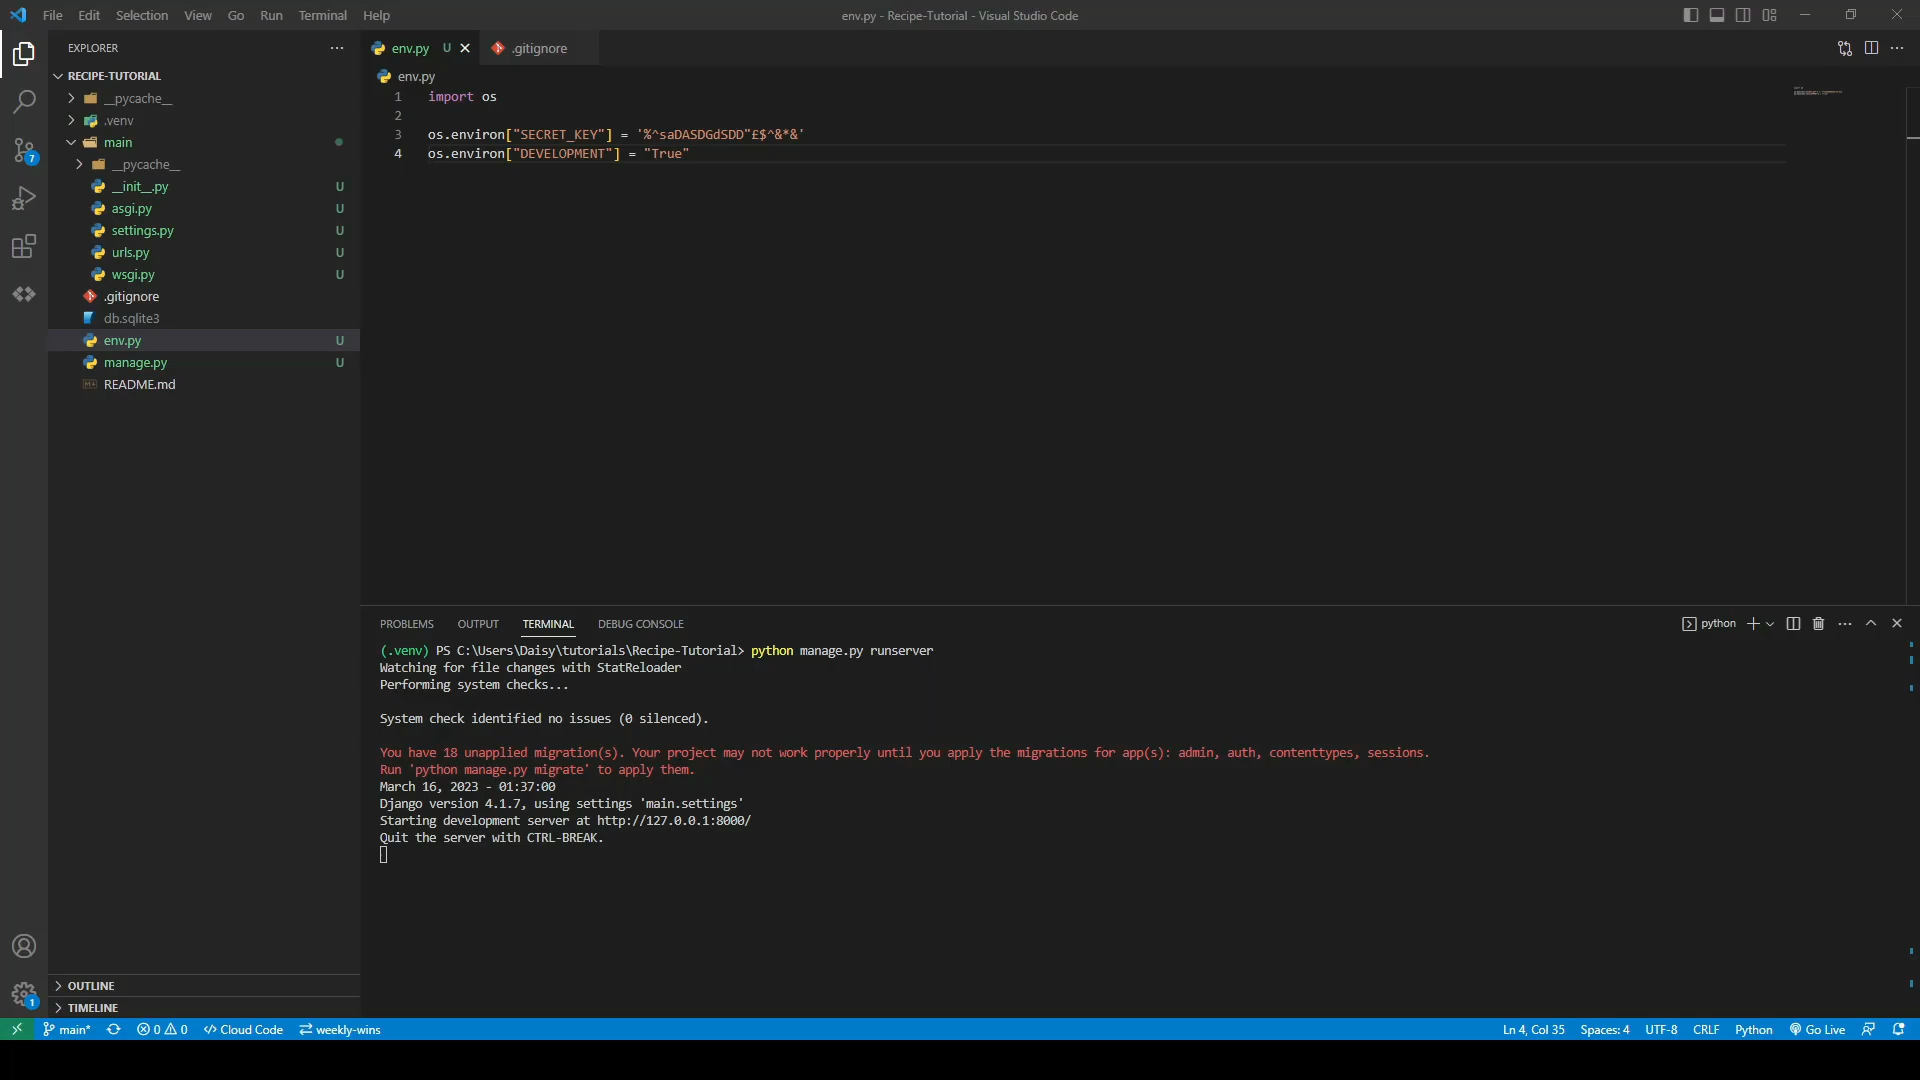 File Edit Selection View Go Run Terminal Help
env.py - Recipe-Tutorial - Visual Studio Code
EXPLORER
RECIPE-TUTORIAL
__pycache__
.venv
main
__pycache__
__init__.py U
asgi.py U
settings.py U
urls.py U
wsgi.py U
.gitignore
db.sqlite3
env.py U
manage.py U
README.md
OUTLINE
TIMELINE
7
1
env.py U
.gitignore
env.py
1 import os
2
3 os.environ["SECRET_KEY"] = '%^saDASDGdSDD"£$^&*&'
4 os.environ["DEVELOPMENT"] = "True"
PROBLEMS OUTPUT TERMINAL DEBUG CONSOLE
python
(.venv) PS C:\Users\Daisy\tutorials\Recipe-Tutorial> python manage.py runserver
Watching for file changes with StatReloader
Performing system checks...
System check identified no issues (0 silenced).
You have 18 unapplied migration(s). Your project may not work properly until you apply the migrations for app(s): admin, auth, contenttypes, sessions.
Run 'python manage.py migrate' to apply them.
March 16, 2023 - 01:37:00
Django version 4.1.7, using settings 'main.settings'
Starting development server at http://127.0.0.1:8000/
Quit the server with CTRL-BREAK.
main* 0 0 Cloud Code weekly-wins
Ln 4, Col 35 Spaces: 4 UTF-8 CRLF Python Go Live